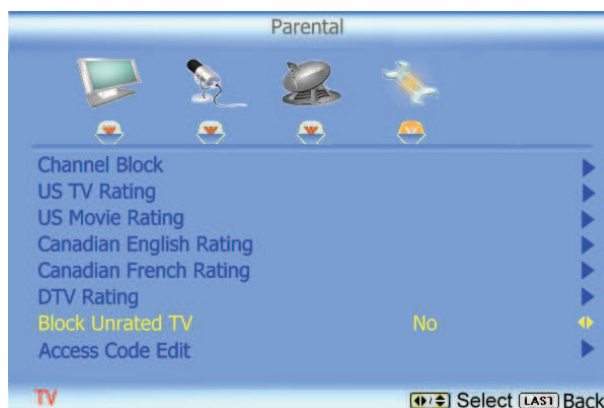 Parental
Channel Block
US TV Rating
US Movie Rating
Canadian English Rating
Canadian French Rating
DTV Rating
Block Unrated TV No
Access Code Edit
TV Select LAST Back